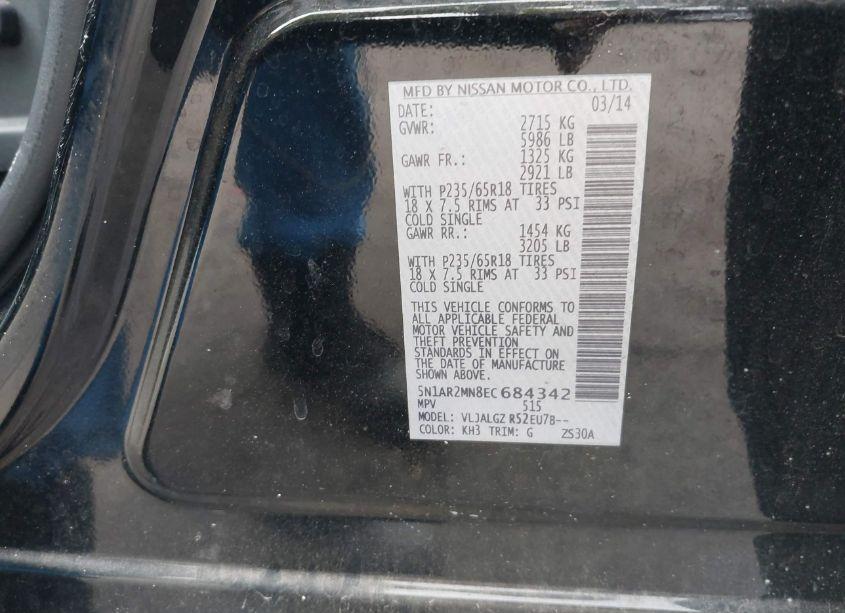 MFD BY NISSAN MOTOR CO., LTD.
DATE: 03/14
GVWR: 2715 KG
5986 LB
GAWR FR.: 1325 KG
2921 LB
WITH P235/65R18 TIRES
18 X 7.5 RIMS AT 33 PSI
COLD SINGLE
GAWR RR.: 1454 KG
3205 LB
WITH P235/65R18 TIRES
18 X 7.5 RIMS AT 33 PSI
COLD SINGLE
THIS VEHICLE CONFORMS TO
ALL APPLICABLE FEDERAL
MOTOR VEHICLE SAFETY AND
THEFT PREVENTION
STANDARDS IN EFFECT ON
THE DATE OF MANUFACTURE
SHOWN ABOVE.
5N1AR2MN8EC684342
MPV 515
MODEL: VLJALGZ R52EU7B--
COLOR: KH3 TRIM: G ZS30A